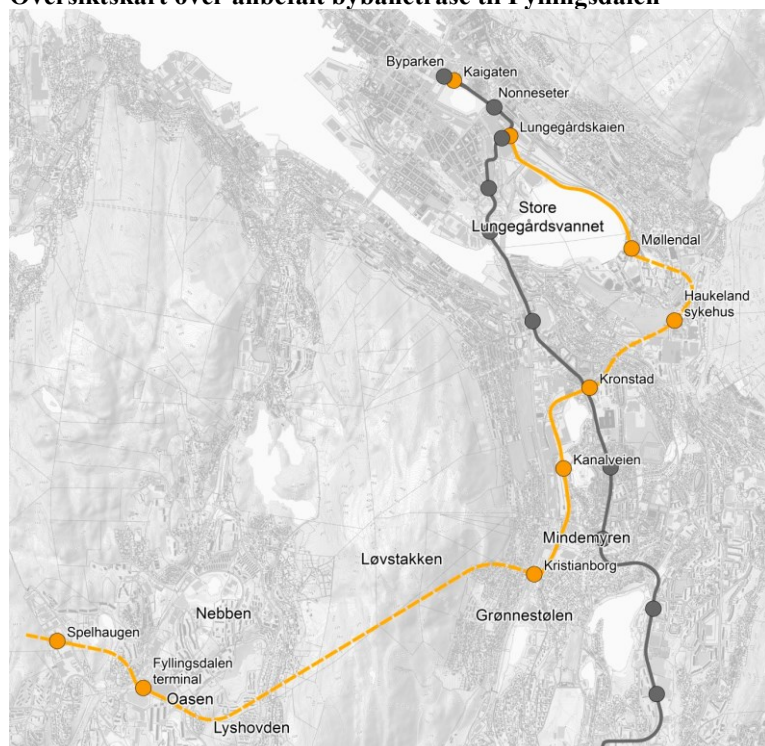 Oversiktskart over anbefalt bybanetrasé til Fyllingsdalen
Byparken
Kaigaten
Nonneseter
Lungegårdskaien
Store
Lungegårdsvannet
Møllendal
Haukeland
sykehus
Kronstad
Kanalveien
Mindemyren
Løvstakken
Kristianborg
Nebben
Grønnestølen
Spelhaugen
Fyllingsdalen
terminal
Oasen
Lyshovden